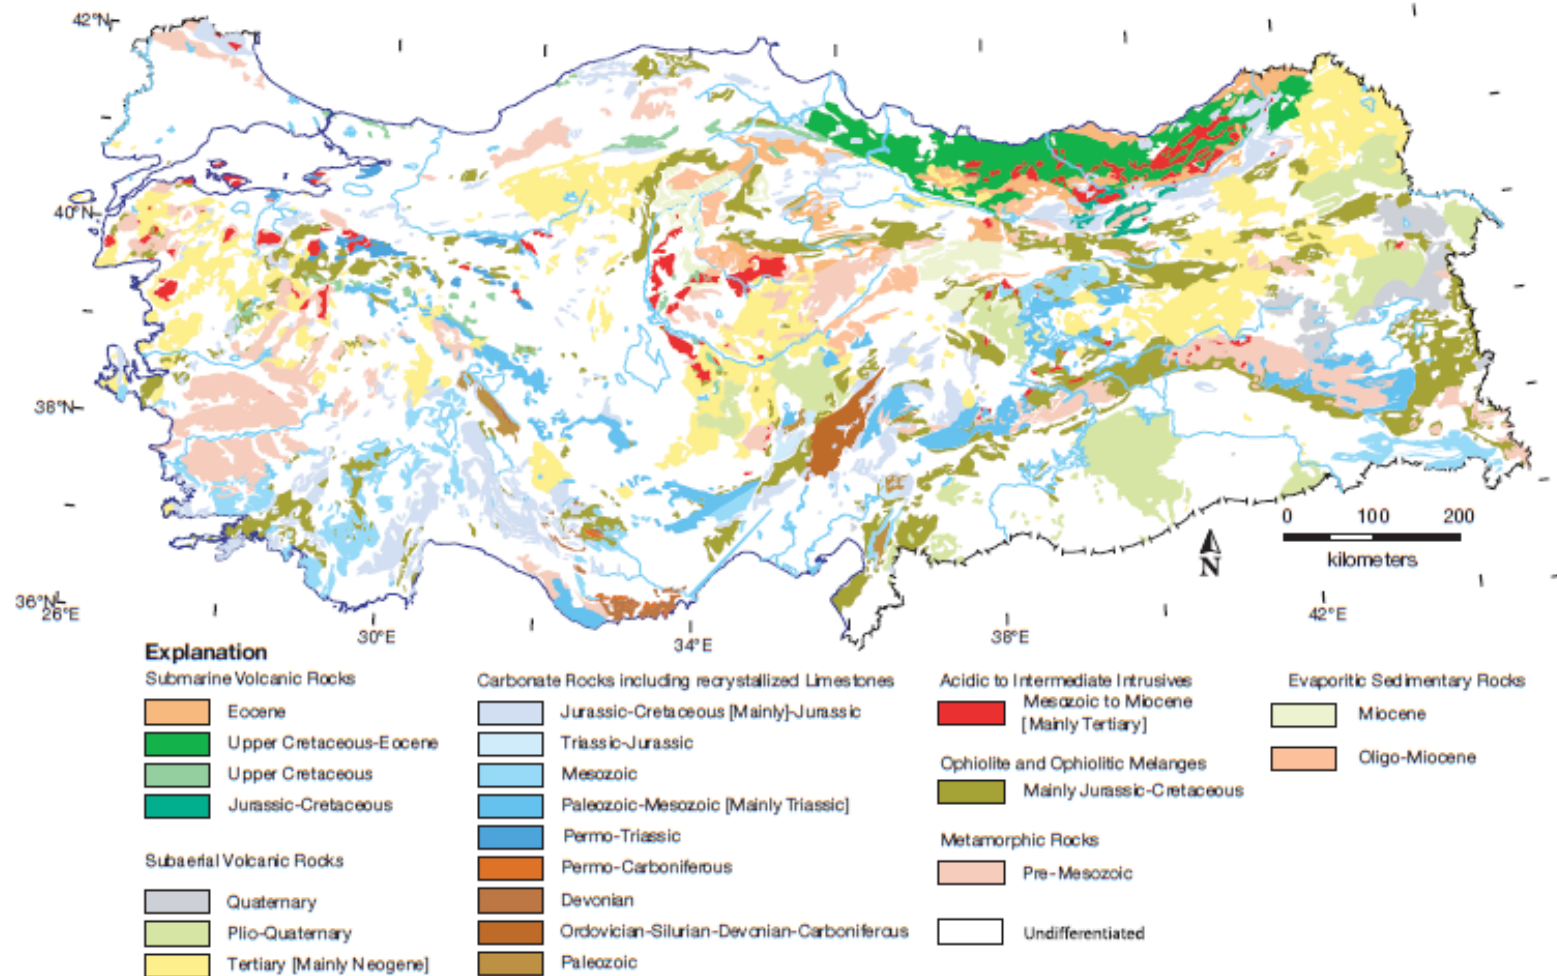 42°N
40°N
38°N
36°N
26°E
30°E
34°E
38°E
42°E
N
0 100 200
kilometers
Explanation
Submarine Volcanic Rocks
Eocene
Upper Cretaceous-Eocene
Upper Cretaceous
Jurassic-Cretaceous
Subaerial Volcanic Rocks
Quaternary
Plio-Quaternary
Tertiary [Mainly Neogene]
Carbonate Rocks including recrystallized Limestones
Jurassic-Cretaceous [Mainly]-Jurassic
Triassic-Jurassic
Mesozoic
Paleozoic-Mesozoic [Mainly Triassic]
Permo-Triassic
Permo-Carboniferous
Devonian
Ordovician-Silurian-Devonian-Carboniferous
Paleozoic
Acidic to Intermediate Intrusives
Mesozoic to Miocene
[Mainly Tertiary]
Ophiolite and Ophiolitic Melanges
Mainly Jurassic-Cretaceous
Metamorphic Rocks
Pre-Mesozoic
Undifferentiated
Evaporitic Sedimentary Rocks
Miocene
Oligo-Miocene